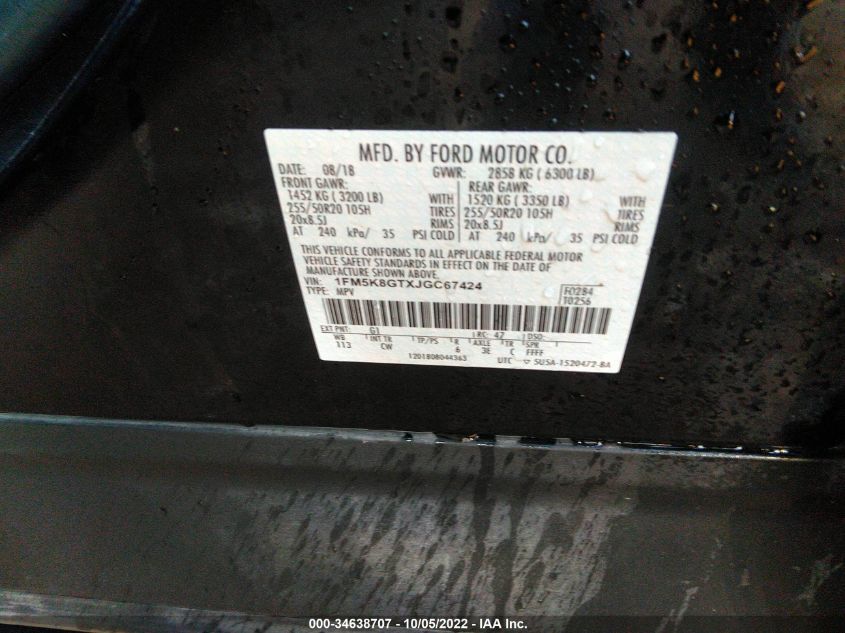 MFD. BY FORD MOTOR CO.
DATE: 08/18 GVWR: 2858 KG ( 6300 LB)
FRONT GAWR: REAR GAWR:
1452 KG ( 3200 LB) WITH 1520 KG ( 3350 LB) WITH
255/50R20 105H TIRES 255/50R20 105H TIRES
20x8.5J RIMS 20x8.5J RIMS
AT 240 kPa/ 35 PSI COLD AT 240 kPa/ 35 PSI COLD
THIS VEHICLE CONFORMS TO ALL APPLICABLE FEDERAL MOTOR
VEHICLE SAFETY STANDARDS IN EFFECT ON THE DATE OF
MANUFACTURE SHOWN ABOVE.
VIN: 1FM5K8GTXJGC67424 F0284
TYPE: MPV T0256
EXT PNT: G1 RC: 47 DSO:
WB INT TR TP/PS R AXLE TR SPR
113 CW 6 3E C FFFF
1201808044363 UTC ▽ 5U5A-1520472-BA
000-34638707 - 10/05/2022 - IAA Inc.